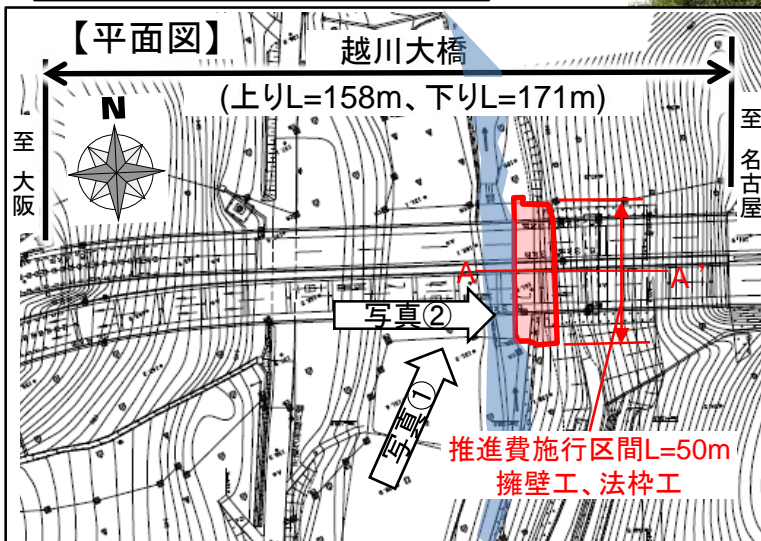 【平面図】
越川大橋
(上りL=158m、下りL=171m)
至 大阪
N
至 名古屋
A
A'
写真②
写真①
推進費施行区間L=50m
擁壁工、法枠工